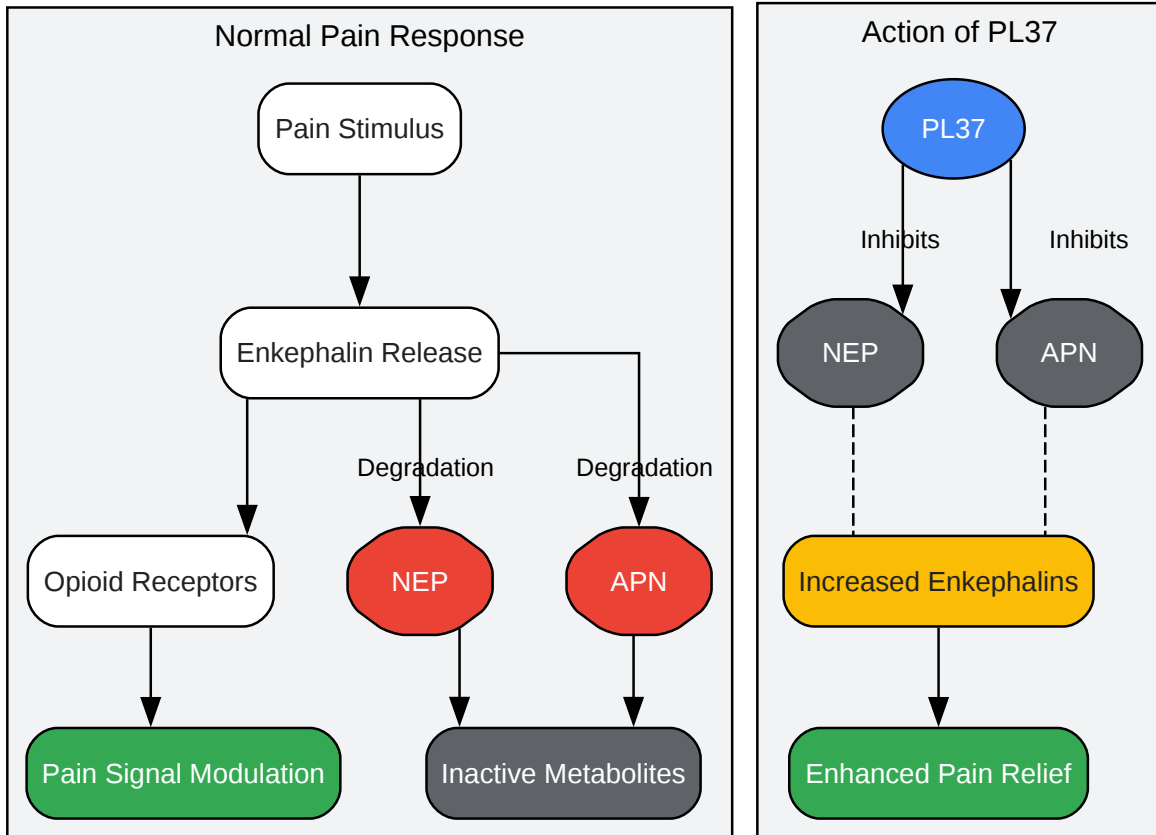 Normal Pain Response
Pain Stimulus
Enkephalin Release
Degradation
Degradation
Opioid Receptors
NEP
APN
Pain Signal Modulation
Inactive Metabolites
Action of PL37
PL37
Inhibits
Inhibits
NEP
APN
Increased Enkephalins
Enhanced Pain Relief